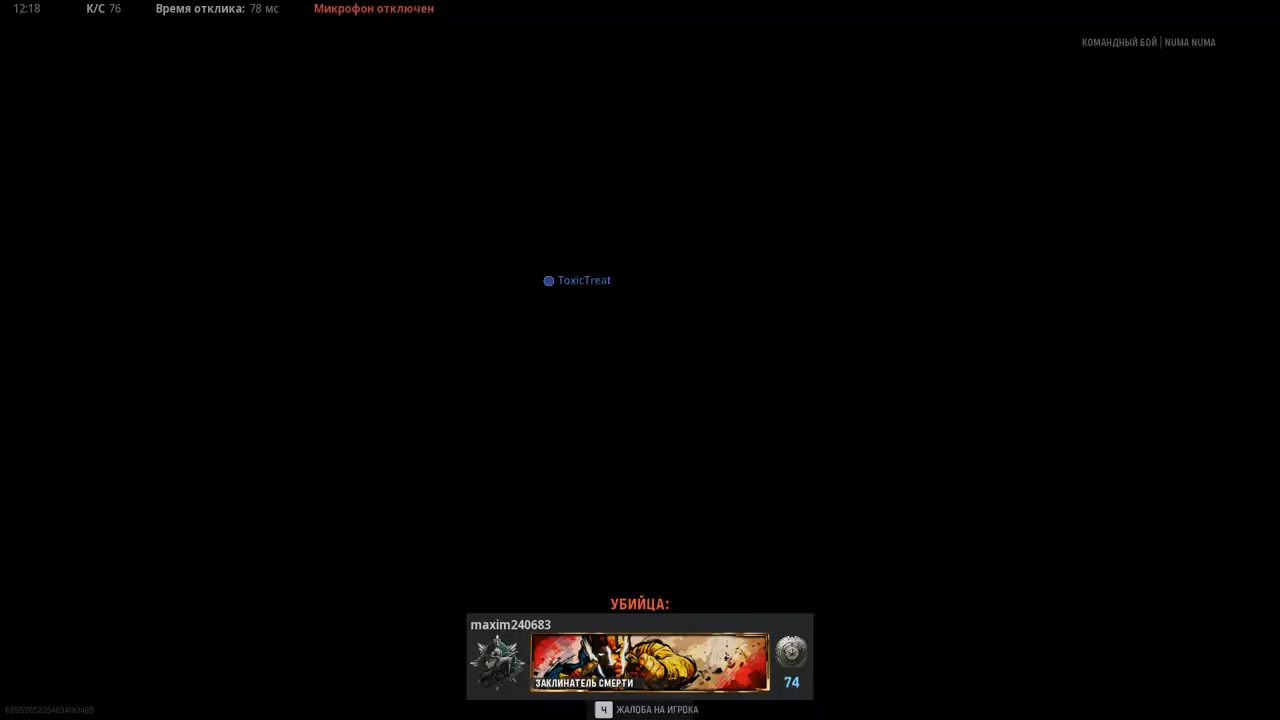 12:18 К/С 76 Время отклика: 78 мс Микрофон отключен
КОМАНДНЫЙ БОЙ | NUMA NUMA
ToxicTreat
УБИЙЦА:
maxim240683
ЗАКЛИНАТЕЛЬ СМЕРТИ
74
Ч ЖАЛОБА НА ИГРОКА